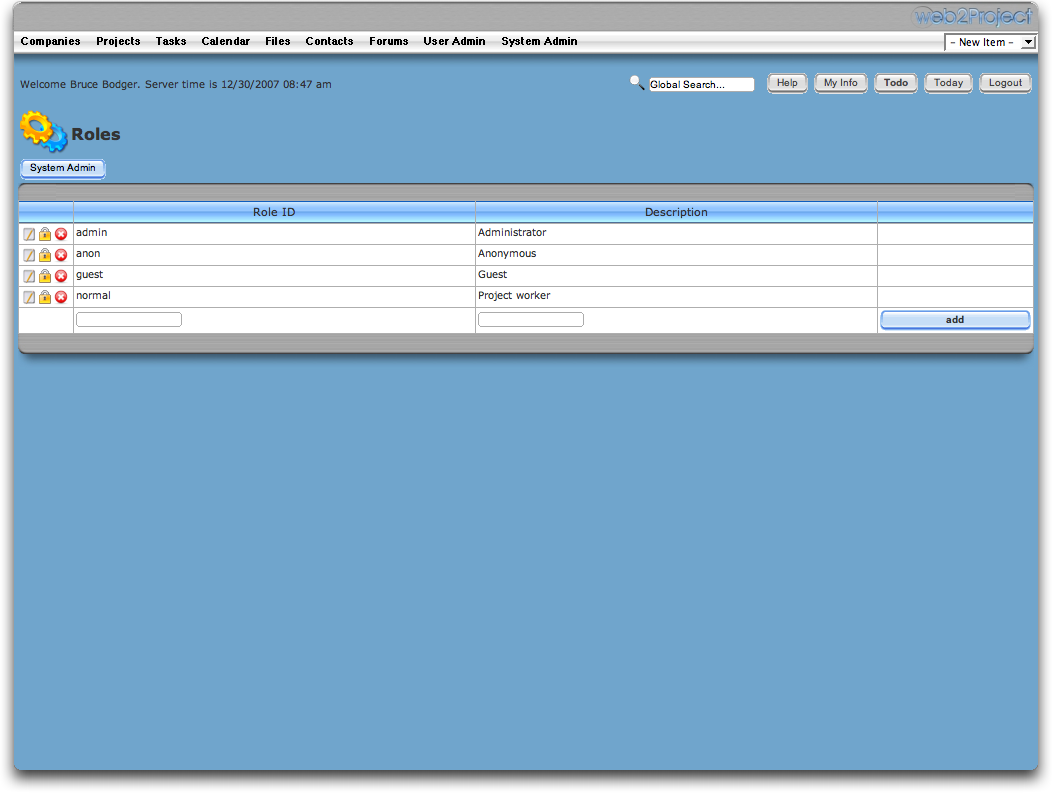 web2Project
Companies Projects Tasks Calendar Files Contacts Forums User Admin System Admin - New Item -
Welcome Bruce Bodger. Server time is 12/30/2007 08:47 am Global Search... Help My Info Todo Today Logout
Roles
System Admin
Role ID Description
admin Administrator
anon Anonymous
guest Guest
normal Project worker
add